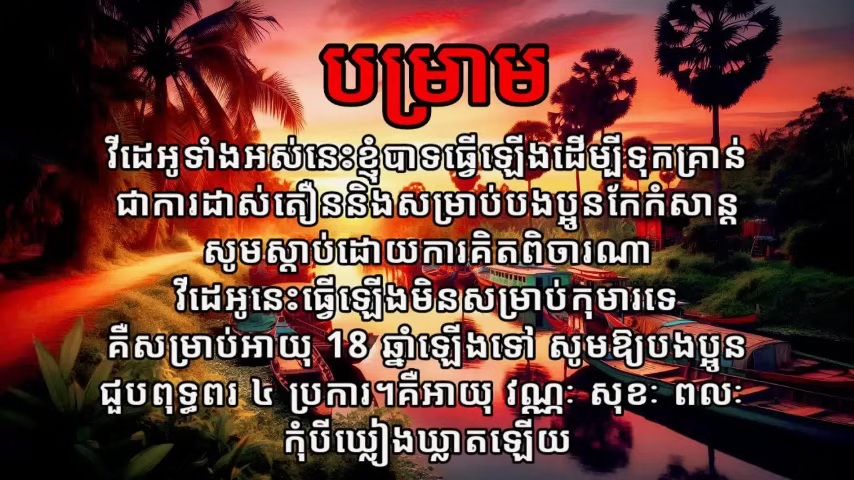 បម្រាម
វីដេអូទាំងអស់នេះខ្ញុំបាទធ្វើឡើងដើម្បីទុកគ្រាន់
ជាការដាស់តឿននិងសម្រាប់បងប្អូនកែកំសាន្ត
សូមស្តាប់ដោយការគិតពិចារណា
វីដេអូនេះធ្វើឡើងមិនសម្រាប់កុមារទេ
គឺសម្រាប់អាយុ 18 ឆ្នាំឡើងទៅ សូមឱ្យបងប្អូន
ជួបពុទ្ធពរ ៤ ប្រការ។គឺអាយុ វណ្ណៈ សុខៈ ពលៈ
កុំបីឃ្លៀងឃ្លាតឡើយ